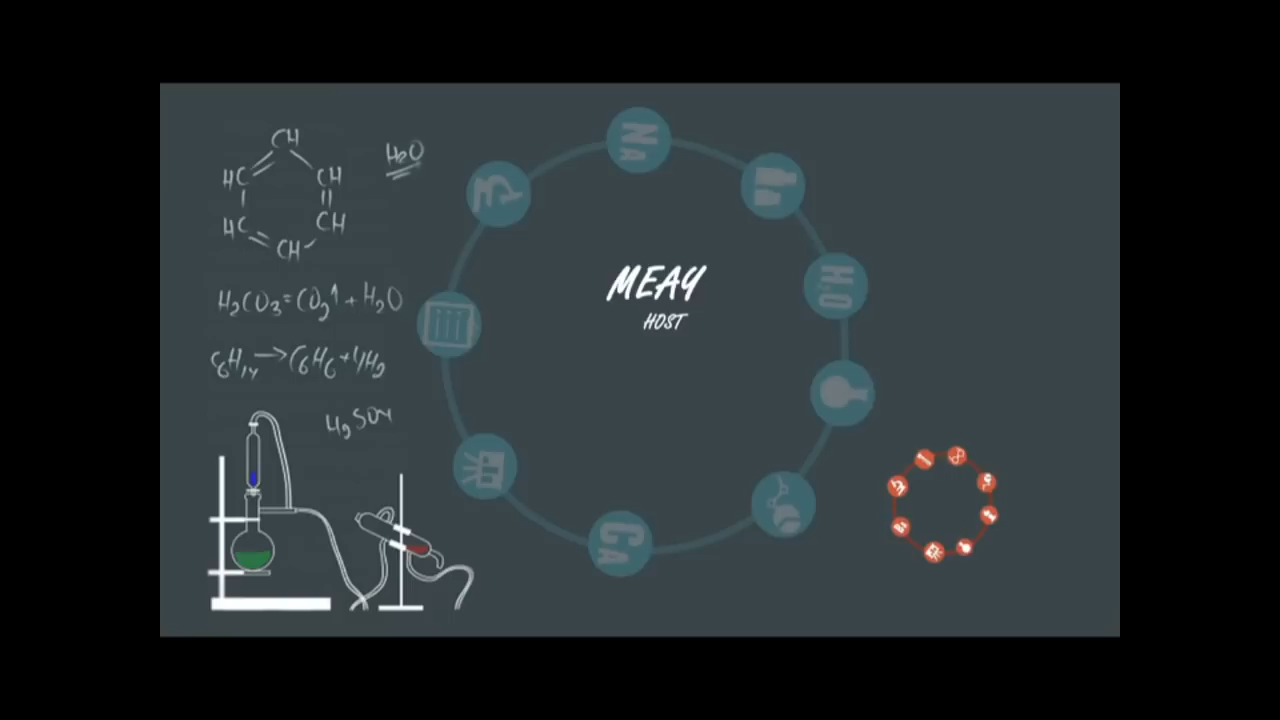 CH
H2O
HC
CH
HC
CH
CH
H2CO3=CO2↑+H2O
C6H14→C6H6+4H2
H2SO4
NA
H2O
MEAY
HOST
CA